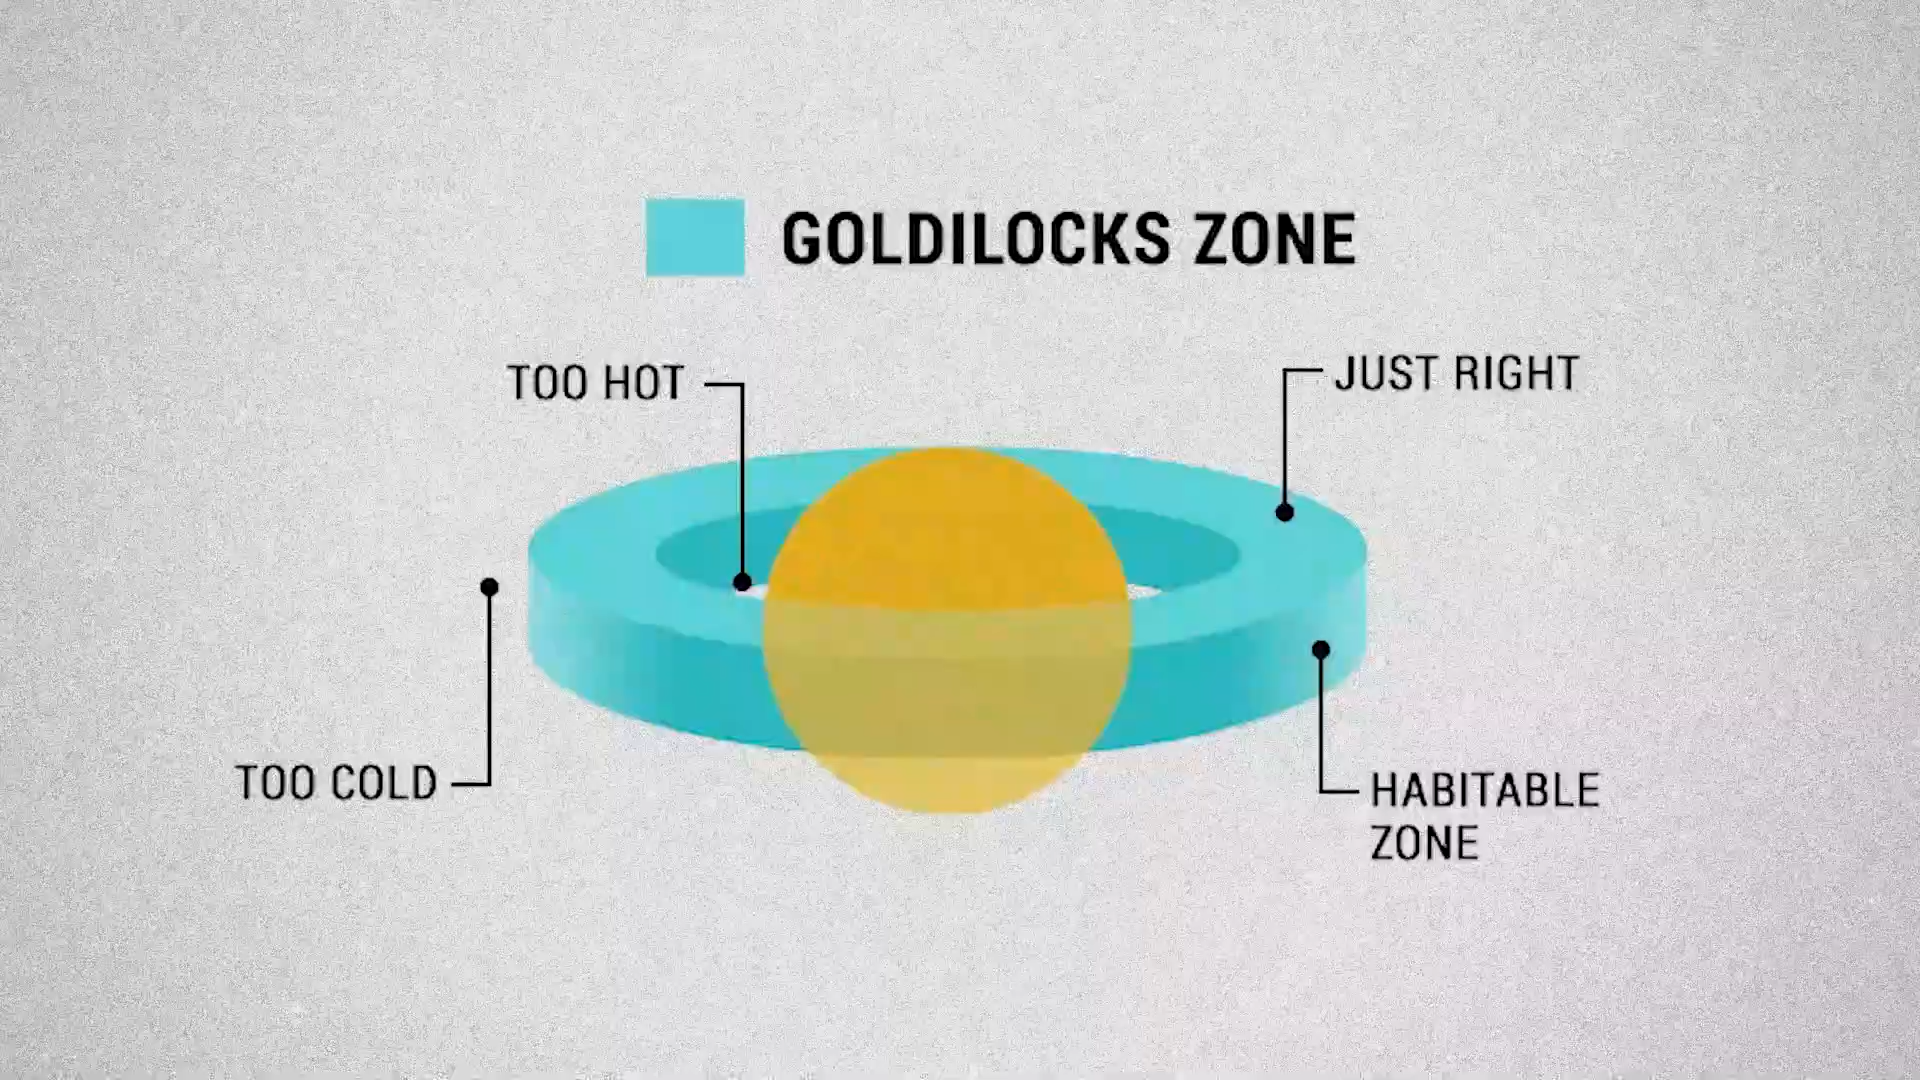 GOLDILOCKS ZONE
TOO HOT
JUST RIGHT
TOO COLD
HABITABLE
ZONE